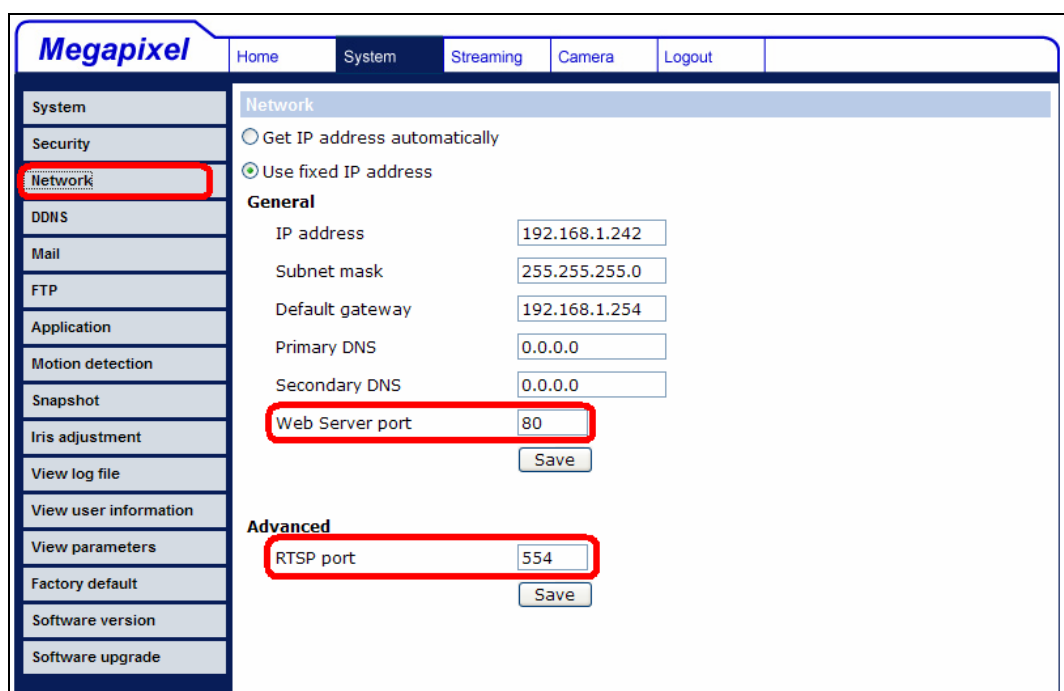 Megapixel
Home System Streaming Camera Logout
System
Security
Network
DDNS
Mail
FTP
Application
Motion detection
Snapshot
Iris adjustment
View log file
View user information
View parameters
Factory default
Software version
Software upgrade
Network
Get IP address automatically
Use fixed IP address
General
IP address 192.168.1.242
Subnet mask 255.255.255.0
Default gateway 192.168.1.254
Primary DNS 0.0.0.0
Secondary DNS 0.0.0.0
Web Server port 80
Save
Advanced
RTSP port 554
Save